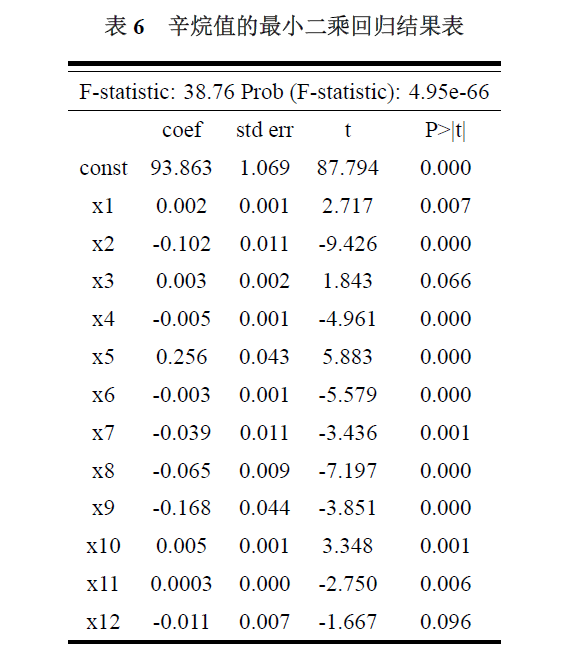 表 6 辛烷值的最小二乘回归结果表
F-statistic: 38.76 Prob (F-statistic): 4.95e-66
coef std err t P>|t|
const 93.863 1.069 87.794 0.000
x1 0.002 0.001 2.717 0.007
x2 -0.102 0.011 -9.426 0.000
x3 0.003 0.002 1.843 0.066
x4 -0.005 0.001 -4.961 0.000
x5 0.256 0.043 5.883 0.000
x6 -0.003 0.001 -5.579 0.000
x7 -0.039 0.011 -3.436 0.001
x8 -0.065 0.009 -7.197 0.000
x9 -0.168 0.044 -3.851 0.000
x10 0.005 0.001 3.348 0.001
x11 0.0003 0.000 -2.750 0.006
x12 -0.011 0.007 -1.667 0.096